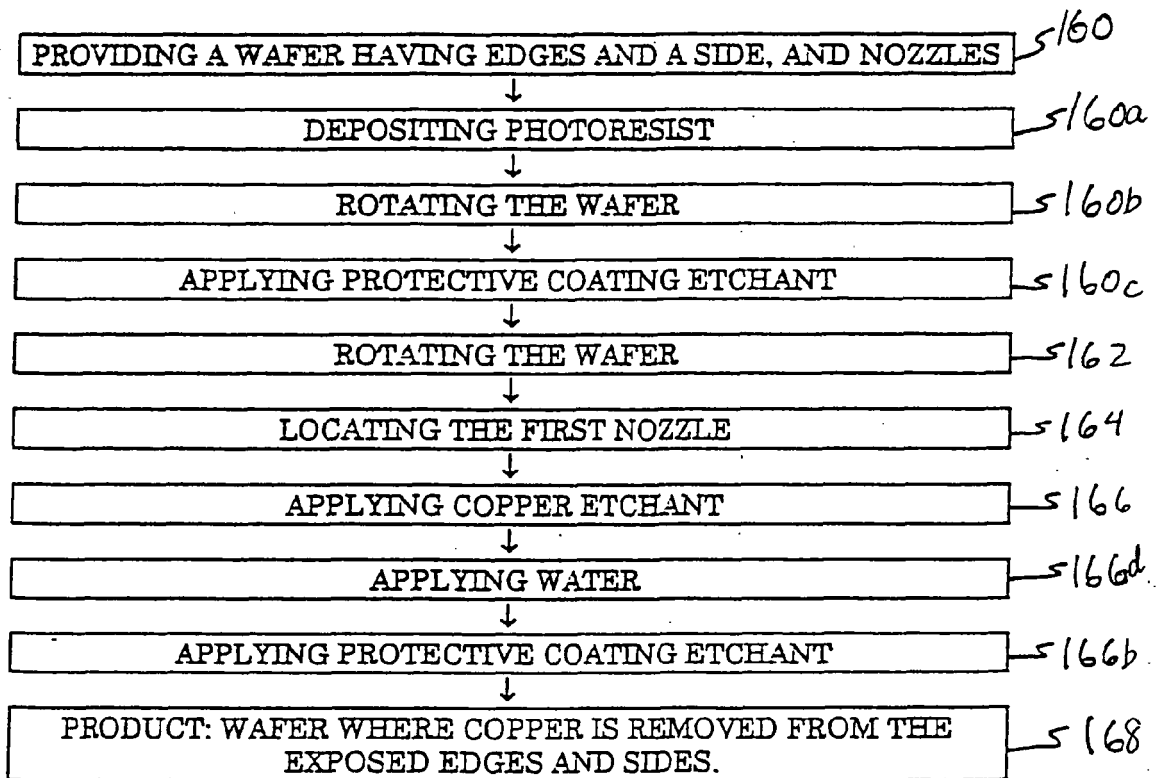 PROVIDING A WAFER HAVING EDGES AND A SIDE, AND NOZZLES 160
DEPOSITING PHOTORESIST 160a
ROTATING THE WAFER 160b
APPLYING PROTECTIVE COATING ETCHANT 160c
ROTATING THE WAFER 162
LOCATING THE FIRST NOZZLE 164
APPLYING COPPER ETCHANT 166
APPLYING WATER 166d
APPLYING PROTECTIVE COATING ETCHANT 166b
PRODUCT: WAFER WHERE COPPER IS REMOVED FROM THE
EXPOSED EDGES AND SIDES. 168